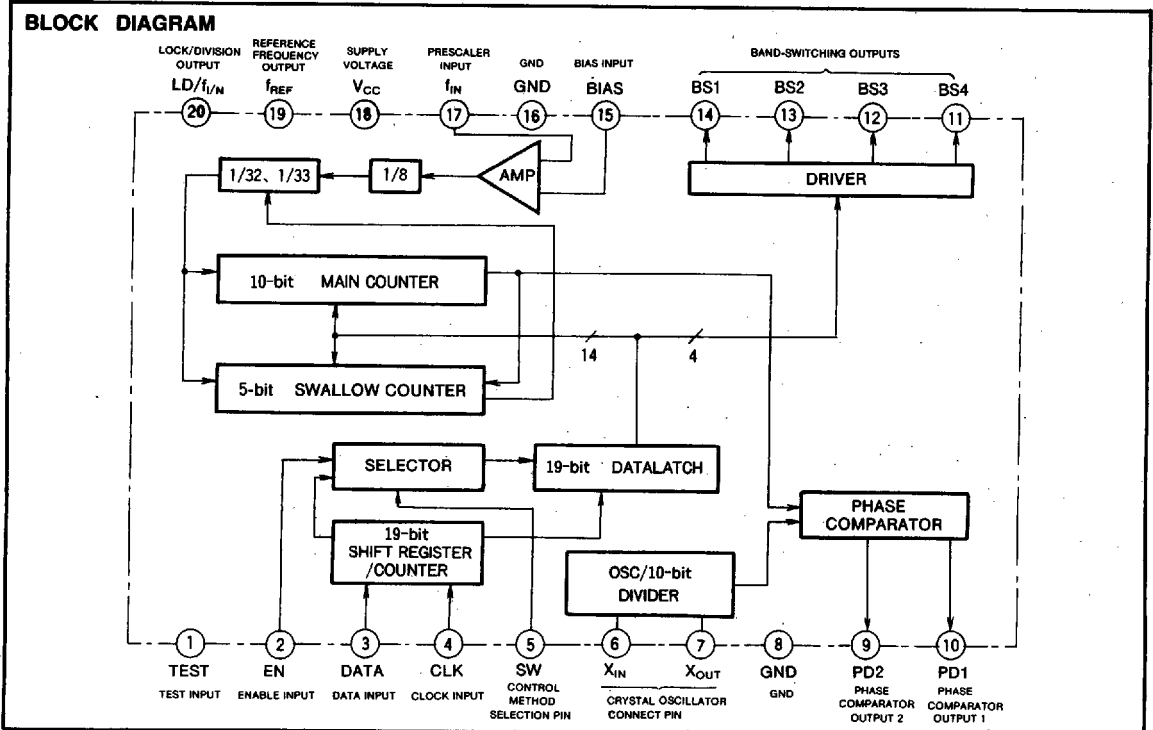 BLOCK DIAGRAM
LOCK/DIVISION
OUTPUT
LD/fI/N
20
REFERENCE
FREQUENCY
OUTPUT
fREF
19
SUPPLY
VOLTAGE
VCC
18
PRESCALER
INPUT
fIN
17
GND
GND
16
BIAS INPUT
BIAS
15
BAND-SWITCHING OUTPUTS
BS1
14
BS2
13
BS3
12
BS4
11
1/32、1/33
1/8
AMP
DRIVER
10-bit MAIN COUNTER
14
4
5-bit SWALLOW COUNTER
SELECTOR
19-bit DATALATCH
19-bit
SHIFT REGISTER
/COUNTER
OSC/10-bit
DIVIDER
PHASE
COMPARATOR
1
TEST
TEST INPUT
2
EN
ENABLE INPUT
3
DATA
DATA INPUT
4
CLK
CLOCK INPUT
5
SW
CONTROL
METHOD
SELECTION PIN
6
XIN
7
XOUT
CRYSTAL OSCILLATOR
CONNECT PIN
8
GND
GND
9
PD2
PHASE
COMPARATOR
OUTPUT 2
10
PD1
PHASE
COMPARATOR
OUTPUT 1